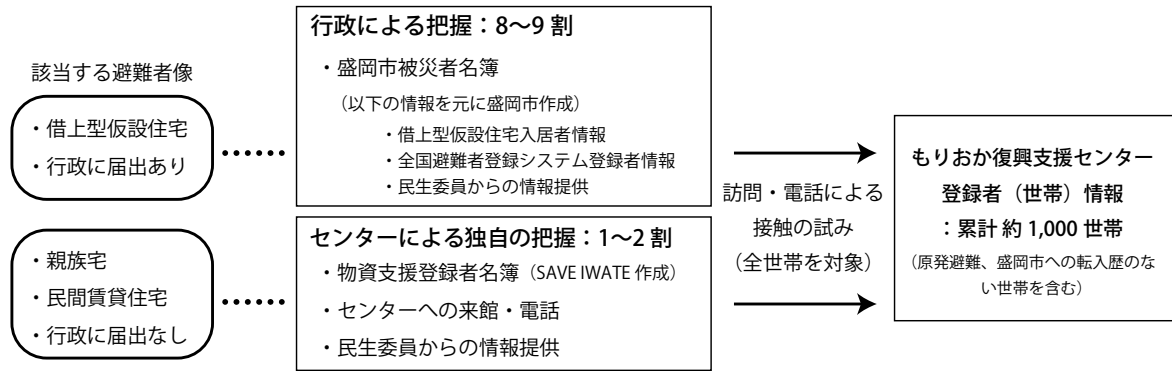 該当する避難者像
・借上型仮設住宅
・行政に届出あり
・親族宅
・民間賃貸住宅
・行政に届出なし
行政による把握：8～9 割
・盛岡市被災者名簿
（以下の情報を元に盛岡市作成）
・借上型仮設住宅入居者情報
・全国避難者登録システム登録者情報
・民生委員からの情報提供
センターによる独自の把握：1～2 割
・物資支援登録者名簿（SAVE IWATE 作成）
・センターへの来館・電話
・民生委員からの情報提供
訪問・電話による
接触の試み
（全世帯を対象）
もりおか復興支援センター
登録者（世帯）情報
：累計 約 1,000 世帯
（原発避難、盛岡市への転入歴のな
い世帯を含む）